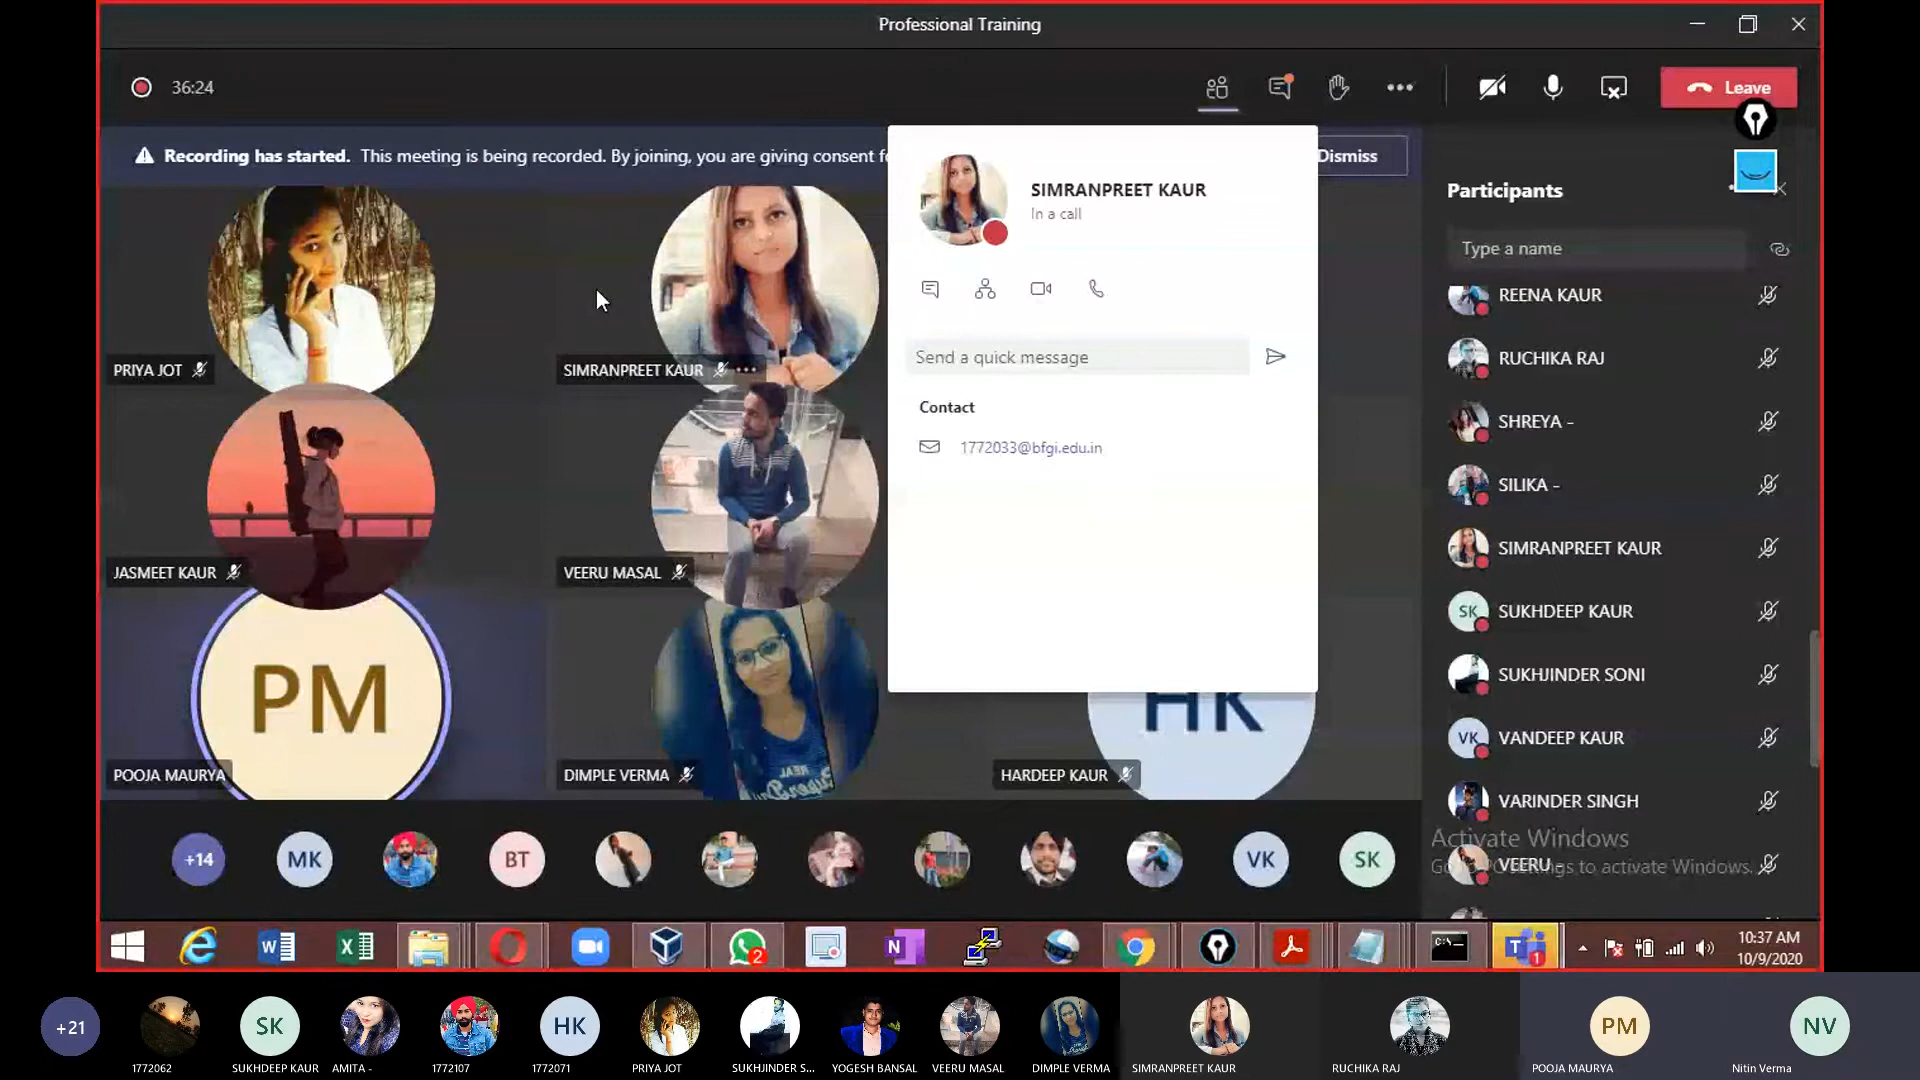 Professional Training
36:24
Leave
Recording has started. This meeting is being recorded. By joining, you are giving consent fo
Dismiss
SIMRANPREET KAUR
In a call
Send a quick message
Contact
1772033@bfgi.edu.in
PRIYA JOT
SIMRANPREET KAUR
JASMEET KAUR
VEERU MASAL
PM
POOJA MAURYA
REAL
DIMPLE VERMA
HK
HARDEEP KAUR
Participants
Type a name
REENA KAUR
RUCHIKA RAJ
SHREYA -
SILIKA -
SIMRANPREET KAUR
SK SUKHDEEP KAUR
SUKHJINDER SONI
VK VANDEEP KAUR
VARINDER SINGH
VEERU -
Activate Windows
Go to PC settings to activate Windows.
+14
MK
BT
VK
SK
2
1
10:37 AM
10/9/2020
+21
SK
HK
PM
NV
1772062
SUKHDEEP KAUR
AMITA -
1772107
1772071
PRIYA JOT
SUKHJINDER S...
YOGESH BANSAL
VEERU MASAL
DIMPLE VERMA
SIMRANPREET KAUR
RUCHIKA RAJ
POOJA MAURYA
Nitin Verma